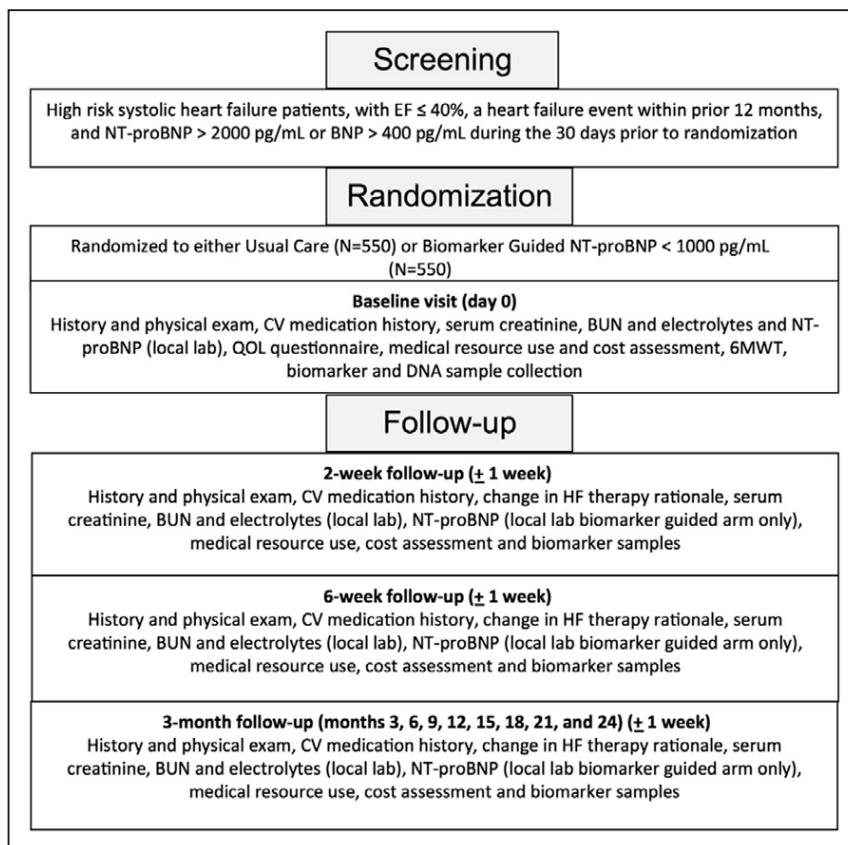 Screening
High risk systolic heart failure patients, with EF ≤ 40%, a heart failure event within prior 12 months,
and NT-proBNP > 2000 pg/mL or BNP > 400 pg/mL during the 30 days prior to randomization
Randomization
Randomized to either Usual Care (N=550) or Biomarker Guided NT-proBNP < 1000 pg/mL
(N=550)
Baseline visit (day 0)
History and physical exam, CV medication history, serum creatinine, BUN and electrolytes and NT-
proBNP (local lab), QOL questionnaire, medical resource use and cost assessment, 6MWT,
biomarker and DNA sample collection
Follow-up
2-week follow-up (± 1 week)
History and physical exam, CV medication history, change in HF therapy rationale, serum
creatinine, BUN and electrolytes (local lab), NT-proBNP (local lab biomarker guided arm only),
medical resource use, cost assessment and biomarker samples
6-week follow-up (± 1 week)
History and physical exam, CV medication history, change in HF therapy rationale, serum
creatinine, BUN and electrolytes (local lab), NT-proBNP (local lab biomarker guided arm only),
medical resource use, cost assessment and biomarker samples
3-month follow-up (months 3, 6, 9, 12, 15, 18, 21, and 24) (± 1 week)
History and physical exam, CV medication history, change in HF therapy rationale, serum
creatinine, BUN and electrolytes (local lab), NT-proBNP (local lab biomarker guided arm only),
medical resource use, cost assessment and biomarker samples